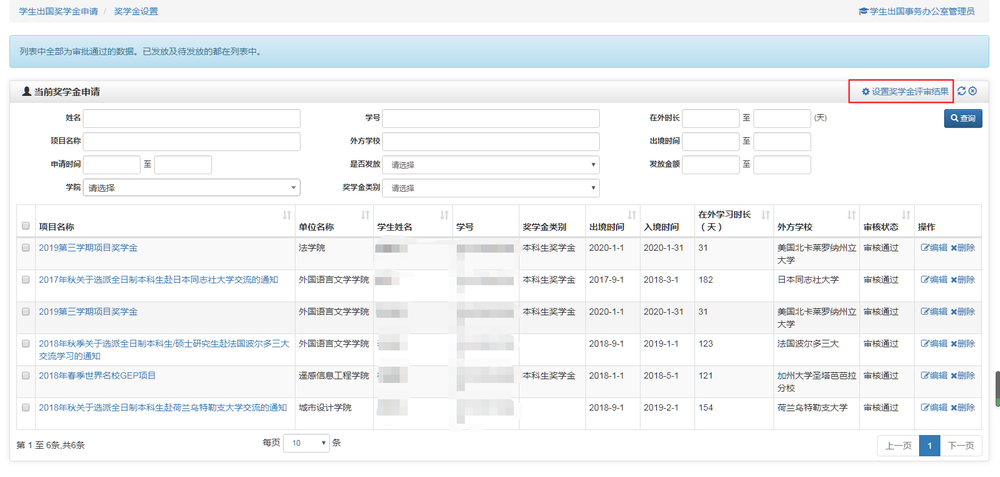 学生出国奖学金申请 / 奖学金设置
学生出国事务办公室管理员
列表中全部为审批通过的数据。已发放及待发放的都在列表中。
当前奖学金申请
设置奖学金评审结果
姓名
学号
在外时长 至 (天)
查询
项目名称
外方学校
出境时间 至
申请时间 至
是否发放 请选择
发放金额 至
学院 请选择
奖学金类别 请选择
项目名称 单位名称 学生姓名 学号 奖学金类别 出境时间 入境时间 在外学习时长（天） 外方学校 审核状态 操作
2019第三学期项目奖学金 法学院 本科生奖学金 2020-1-1 2020-1-31 31 美国北卡莱罗纳州立 审核通过 编辑 删除
大学
2017年秋关于选派全日制本科生赴日本同志社大学交流的通知 外国语言文学学院 本科生奖学金 2017-9-1 2018-3-1 182 日本同志社大学 审核通过 编辑 删除
2019第三学期项目奖学金 外国语言文学学院 本科生奖学金 2020-1-1 2020-1-31 31 美国北卡莱罗纳州立 审核通过 编辑 删除
大学
2018年秋季关于选派全日制本科生/硕士研究生赴法国波尔多三大 外国语言文学学院 2018-9-1 2019-1-1 123 法国波尔多三大 审核通过 编辑 删除
交流学习的通知
2018年春季世界名校GEP项目 遥感信息工程学院 本科生奖学金 2018-1-1 2018-5-1 121 加州大学圣塔芭芭拉 审核通过 编辑 删除
分校
2018年秋关于选派全日制本科生赴荷兰乌特勒支大学交流的通知 城市设计学院 2018-9-1 2019-2-1 154 荷兰乌特勒支大学 审核通过 编辑 删除
第 1 至 6条,共6条
每页 10 条
上一页 1 下一页